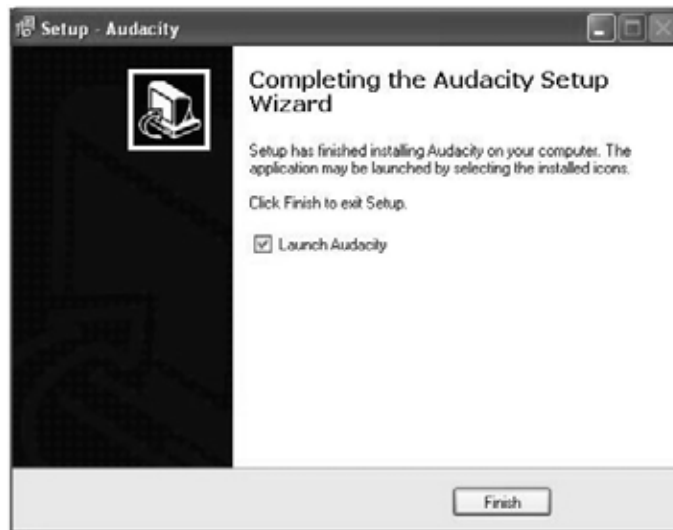 Setup - Audacity
Completing the Audacity Setup
Wizard
Setup has finished installing Audacity on your computer. The
application may be launched by selecting the installed icons.
Click Finish to exit Setup.
Launch Audacity
Finish